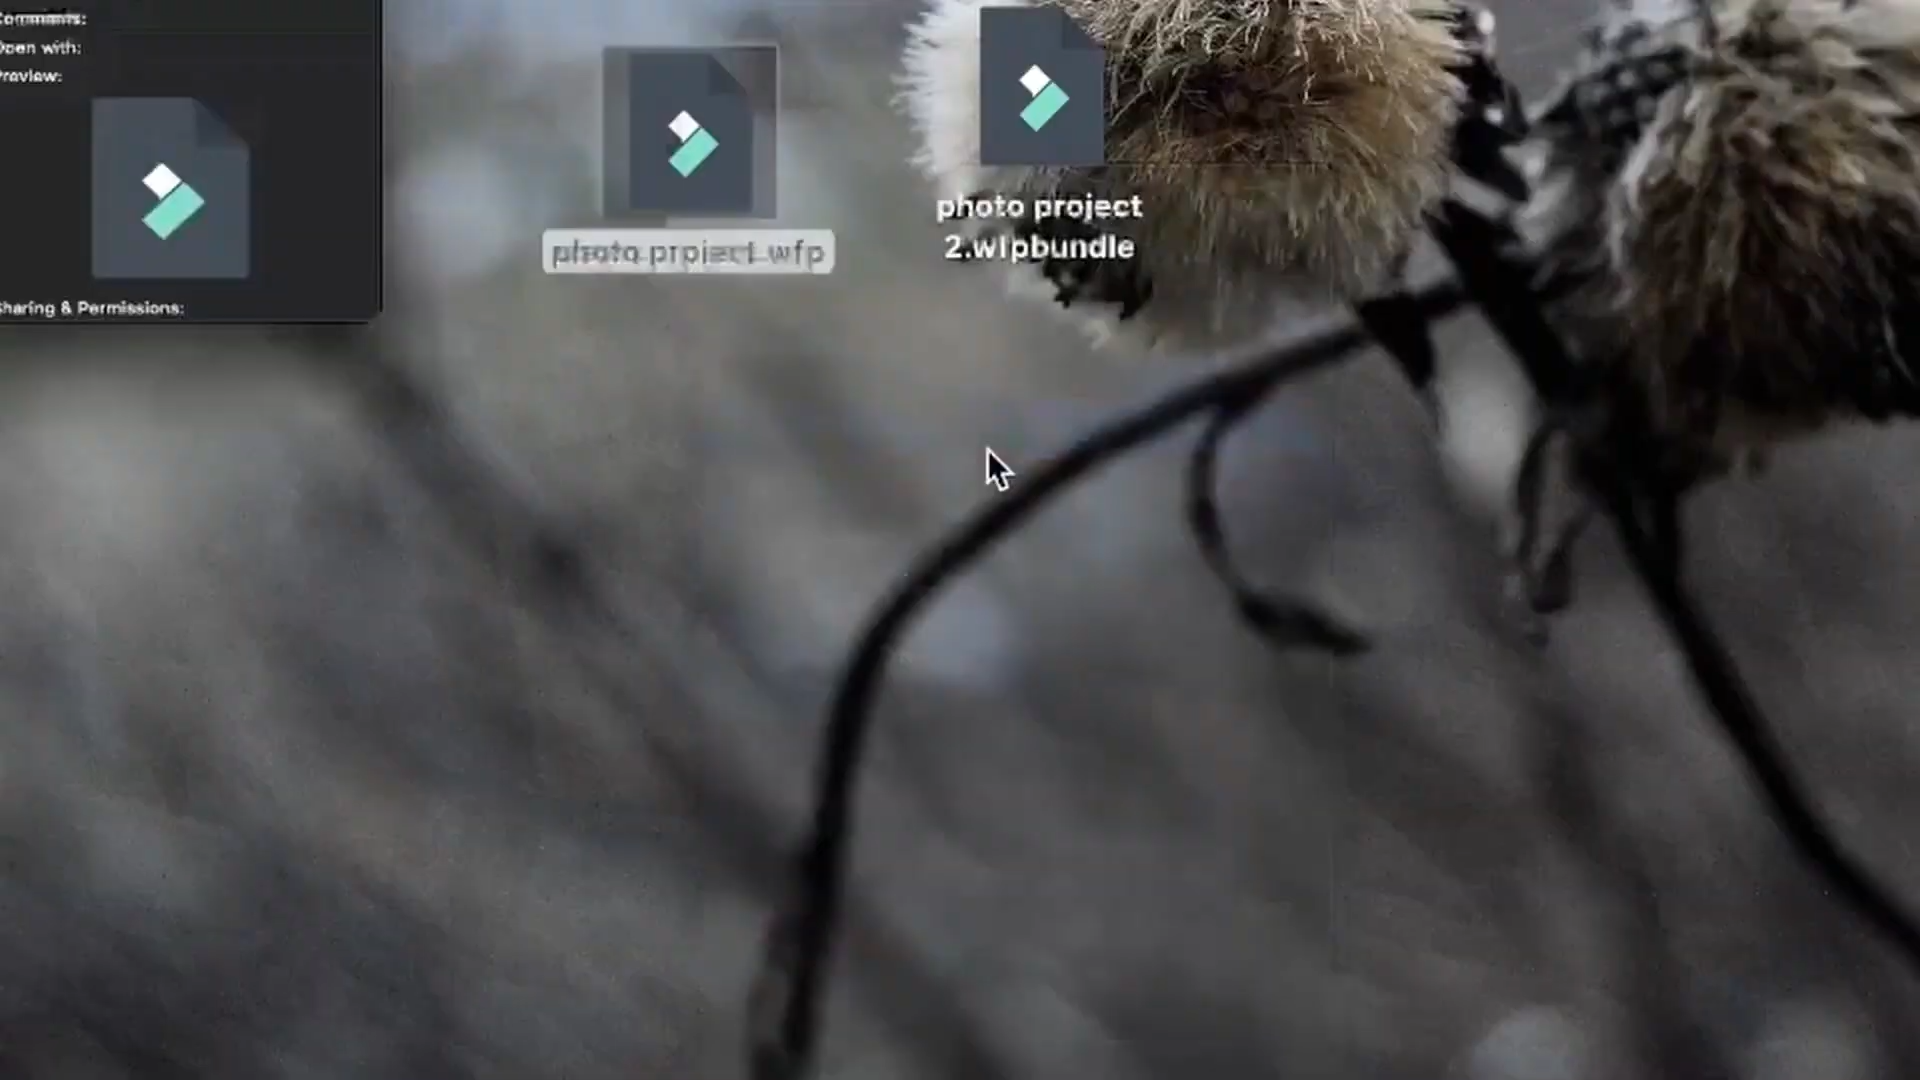 Comments:
Open with:
Preview:
Sharing & Permissions:
photo project.wfp
photo project
2.wfpbundle